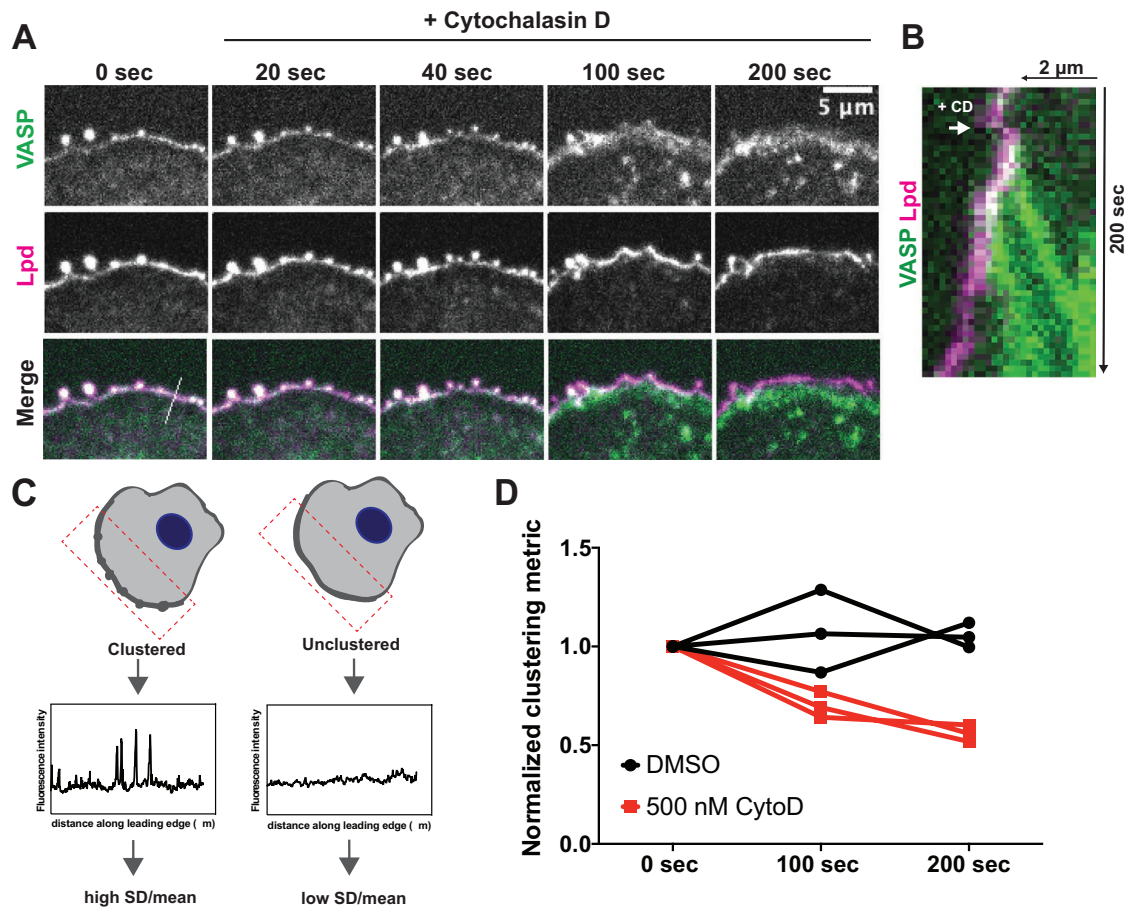 + Cytochalasin D
A
0 sec 20 sec 40 sec 100 sec 200 sec
5 µm
VASP
Lpd
Merge
B
2 µm
+ CD
200 sec
VASP Lpd
C
Clustered
Unclustered
Fluorescence intensity
distance along leading edge ( m)
Fluorescence intensity
distance along leading edge ( m)
high SD/mean
low SD/mean
D
Normalized clustering metric
1.5
1.0
0.5
0.0
DMSO
500 nM CytoD
0 sec 100 sec 200 sec